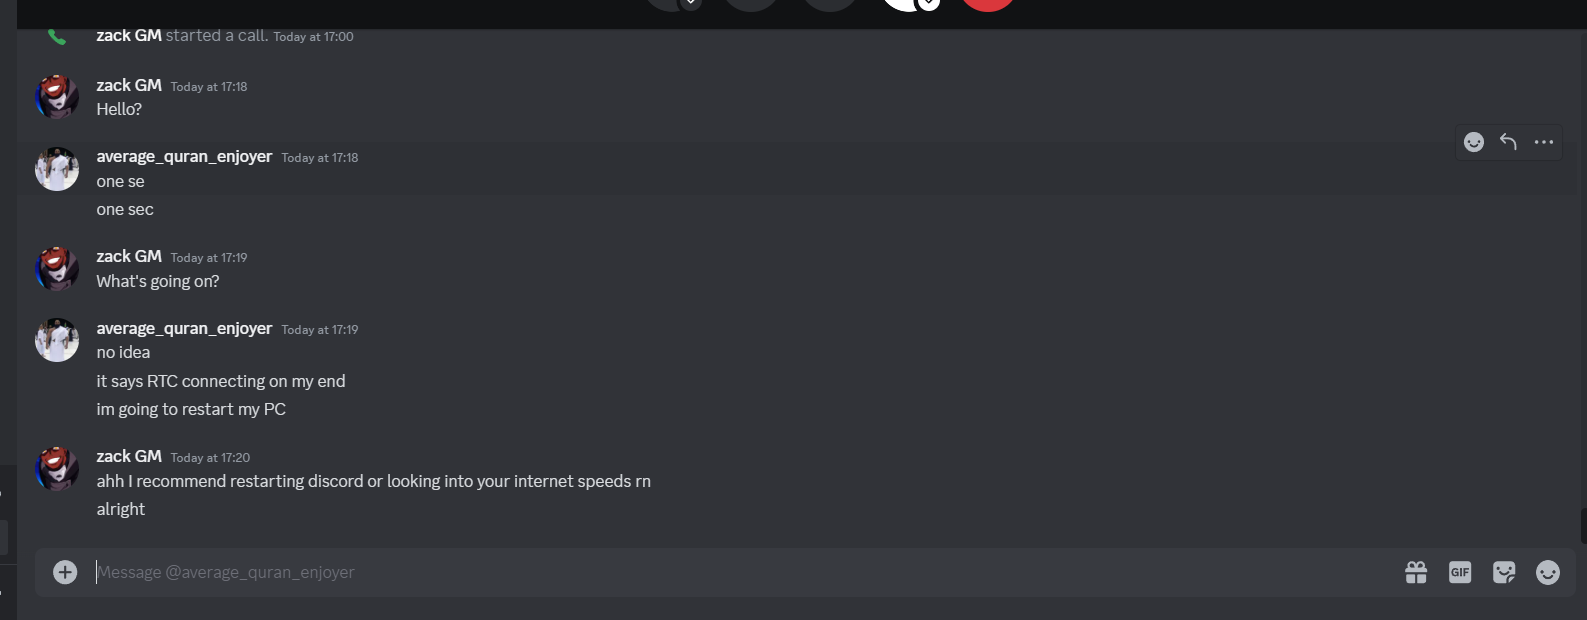 zack GM started a call. Today at 17:00
zack GM Today at 17:18
Hello?
average_quran_enjoyer Today at 17:18
one se
one sec
zack GM Today at 17:19
What's going on?
average_quran_enjoyer Today at 17:19
no idea
it says RTC connecting on my end
im going to restart my PC
zack GM Today at 17:20
ahh I recommend restarting discord or looking into your internet speeds rn
alright
Message @average_quran_enjoyer
GIF